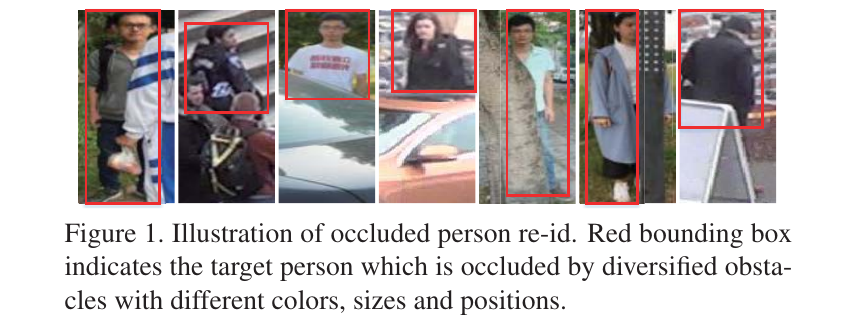 Figure 1. Illustration of occluded person re-id. Red bounding box
indicates the target person which is occluded by diversified obsta-
cles with different colors, sizes and positions.